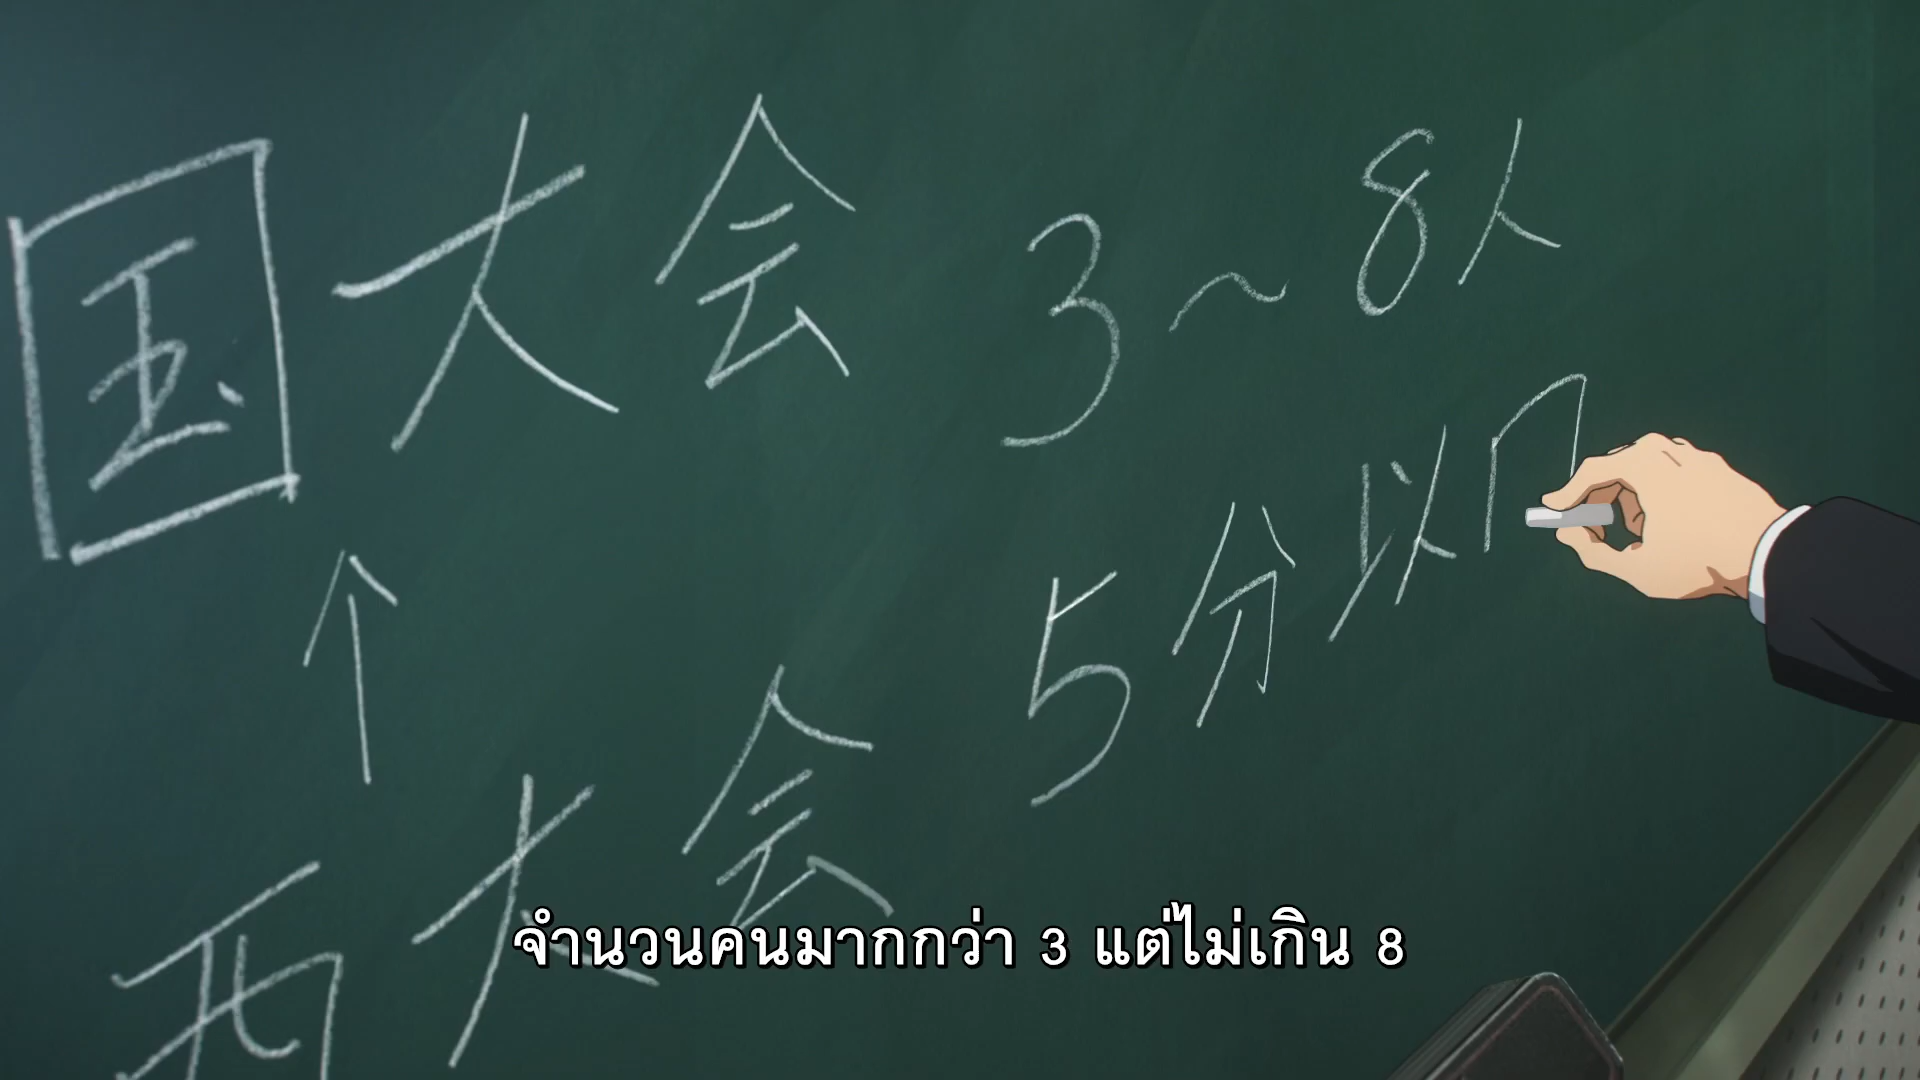 国大会 3～8人
5分以
↑
西大会
จำนวนคนมากกว่า 3 แต่ไม่เกิน 8